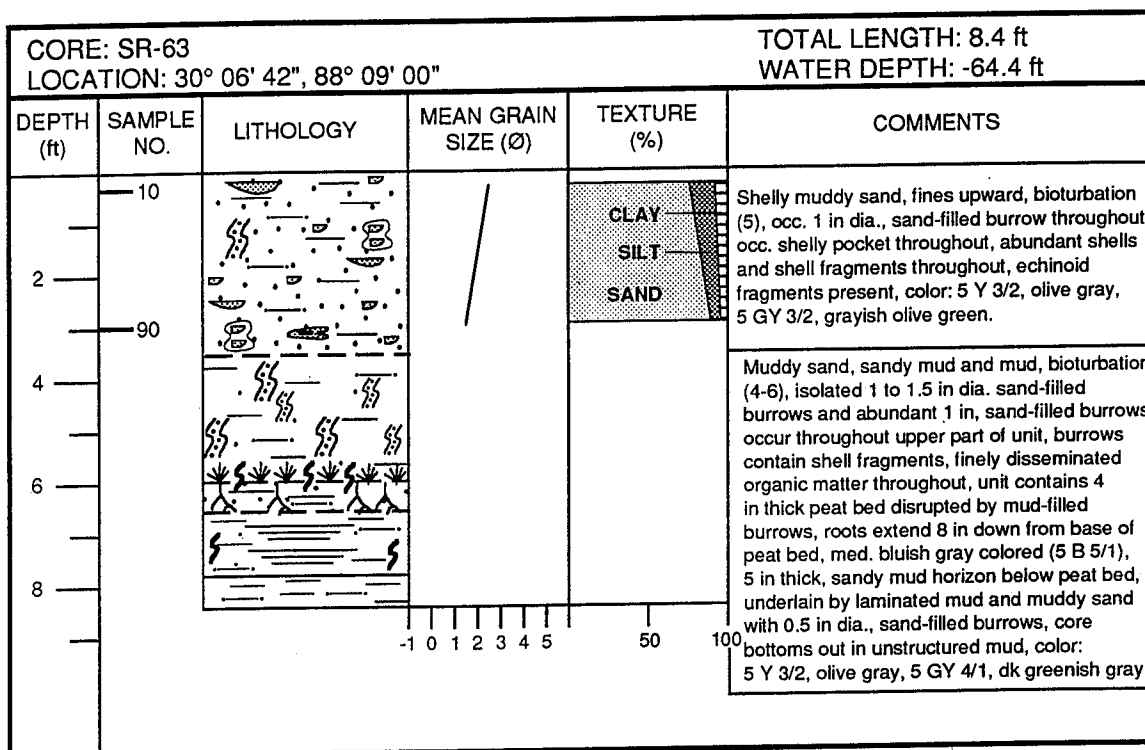 CORE: SR-63
LOCATION: 30° 06' 42", 88° 09' 00"
TOTAL LENGTH: 8.4 ft
WATER DEPTH: -64.4 ft
DEPTH
(ft)
SAMPLE
NO.
LITHOLOGY
MEAN GRAIN
SIZE (Ø)
TEXTURE
(%)
COMMENTS
10
90
2
4
6
8
-1 0 1 2 3 4 5
CLAY
SILT
SAND
50
100
Shelly muddy sand, fines upward, bioturbation
(5), occ. 1 in dia., sand-filled burrow throughout
occ. shelly pocket throughout, abundant shells
and shell fragments throughout, echinoid
fragments present, color: 5 Y 3/2, olive gray,
5 GY 3/2, grayish olive green.
Muddy sand, sandy mud and mud, bioturbation
(4-6), isolated 1 to 1.5 in dia. sand-filled
burrows and abundant 1 in, sand-filled burrows
occur throughout upper part of unit, burrows
contain shell fragments, finely disseminated
organic matter throughout, unit contains 4
in thick peat bed disrupted by mud-filled
burrows, roots extend 8 in down from base of
peat bed, med. bluish gray colored (5 B 5/1),
5 in thick, sandy mud horizon below peat bed,
underlain by laminated mud and muddy sand
with 0.5 in dia., sand-filled burrows, core
bottoms out in unstructured mud, color:
5 Y 3/2, olive gray, 5 GY 4/1, dk greenish gray